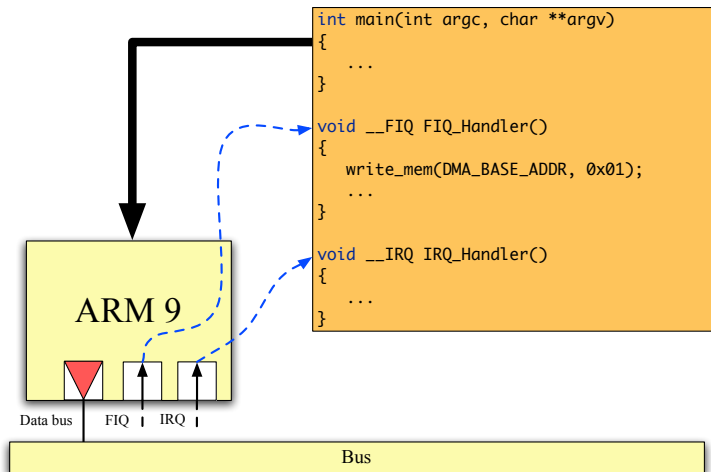 int main(int argc, char **argv)
{
...
}
void __FIQ FIQ_Handler()
{
write_mem(DMA_BASE_ADDR, 0x01);
...
}
void __IRQ IRQ_Handler()
{
...
}
ARM 9
Data bus
FIQ
IRQ
Bus